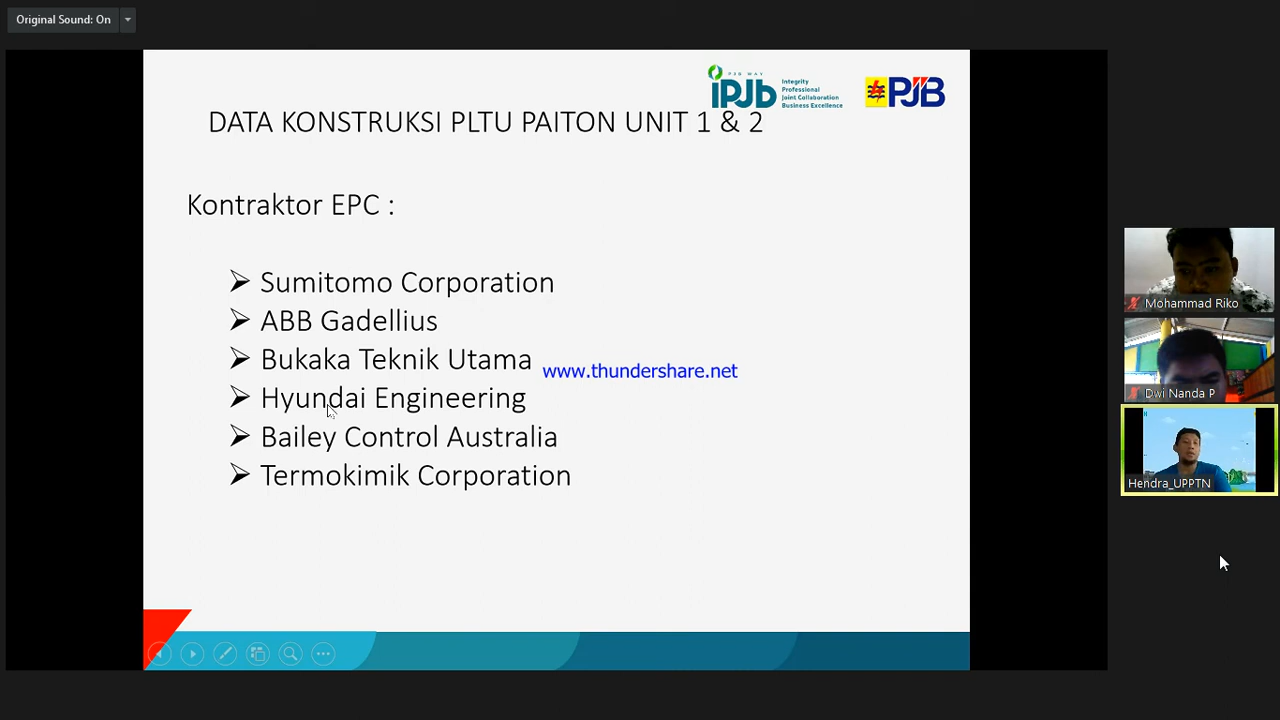 Original Sound: On
PJB WAY
iPJb
Integrity
Professional
Joint Collaboration
Business Excellence
PJB
DATA KONSTRUKSI PLTU PAITON UNIT 1 & 2
Kontraktor EPC :
Sumitomo Corporation
ABB Gadellius
Bukaka Teknik Utama
www.thundershare.net
Hyundai Engineering
Bailey Control Australia
Termokimik Corporation
Mohammad Riko
Dwi Nanda P
Hendra_UPPTN